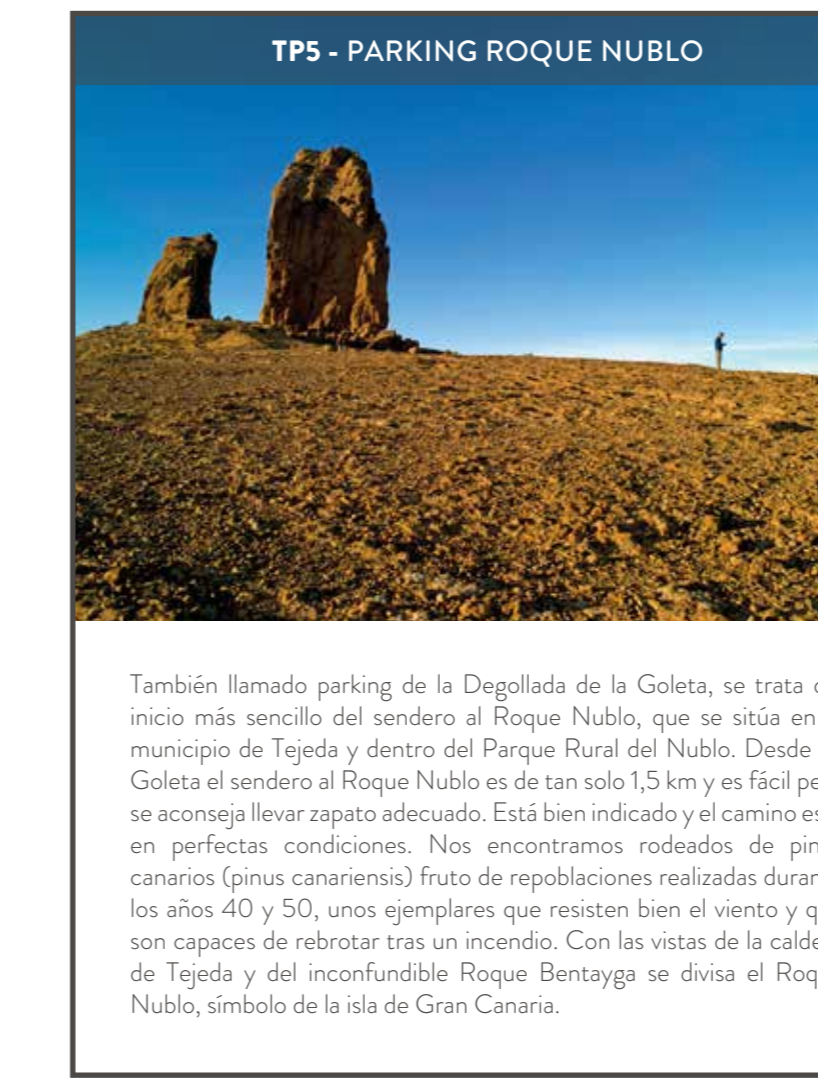 TP5 - PARKING ROQUE NUBLO
También llamado parking de la Degollada de la Goleta, se trata
inicio más sencillo del sendero al Roque Nublo, que se sitúa en
municipio de Tejeda y dentro del Parque Rural del Nublo. Desde
Goleta el sendero al Roque Nublo es de tan solo 1,5 km y es fácil pe
se aconseja llevar zapato adecuado. Está bien indicado y el camino es
en perfectas condiciones. Nos encontramos rodeados de pin
canarios (pinus canariensis) fruto de repoblaciones realizadas duran
los años 40 y 50, unos ejemplares que resisten bien el viento y q
son capaces de rebrotar tras un incendio. Con las vistas de la calde
de Tejeda y del inconfundible Roque Bentayga se divisa el Roq
Nublo, símbolo de la isla de Gran Canaria.